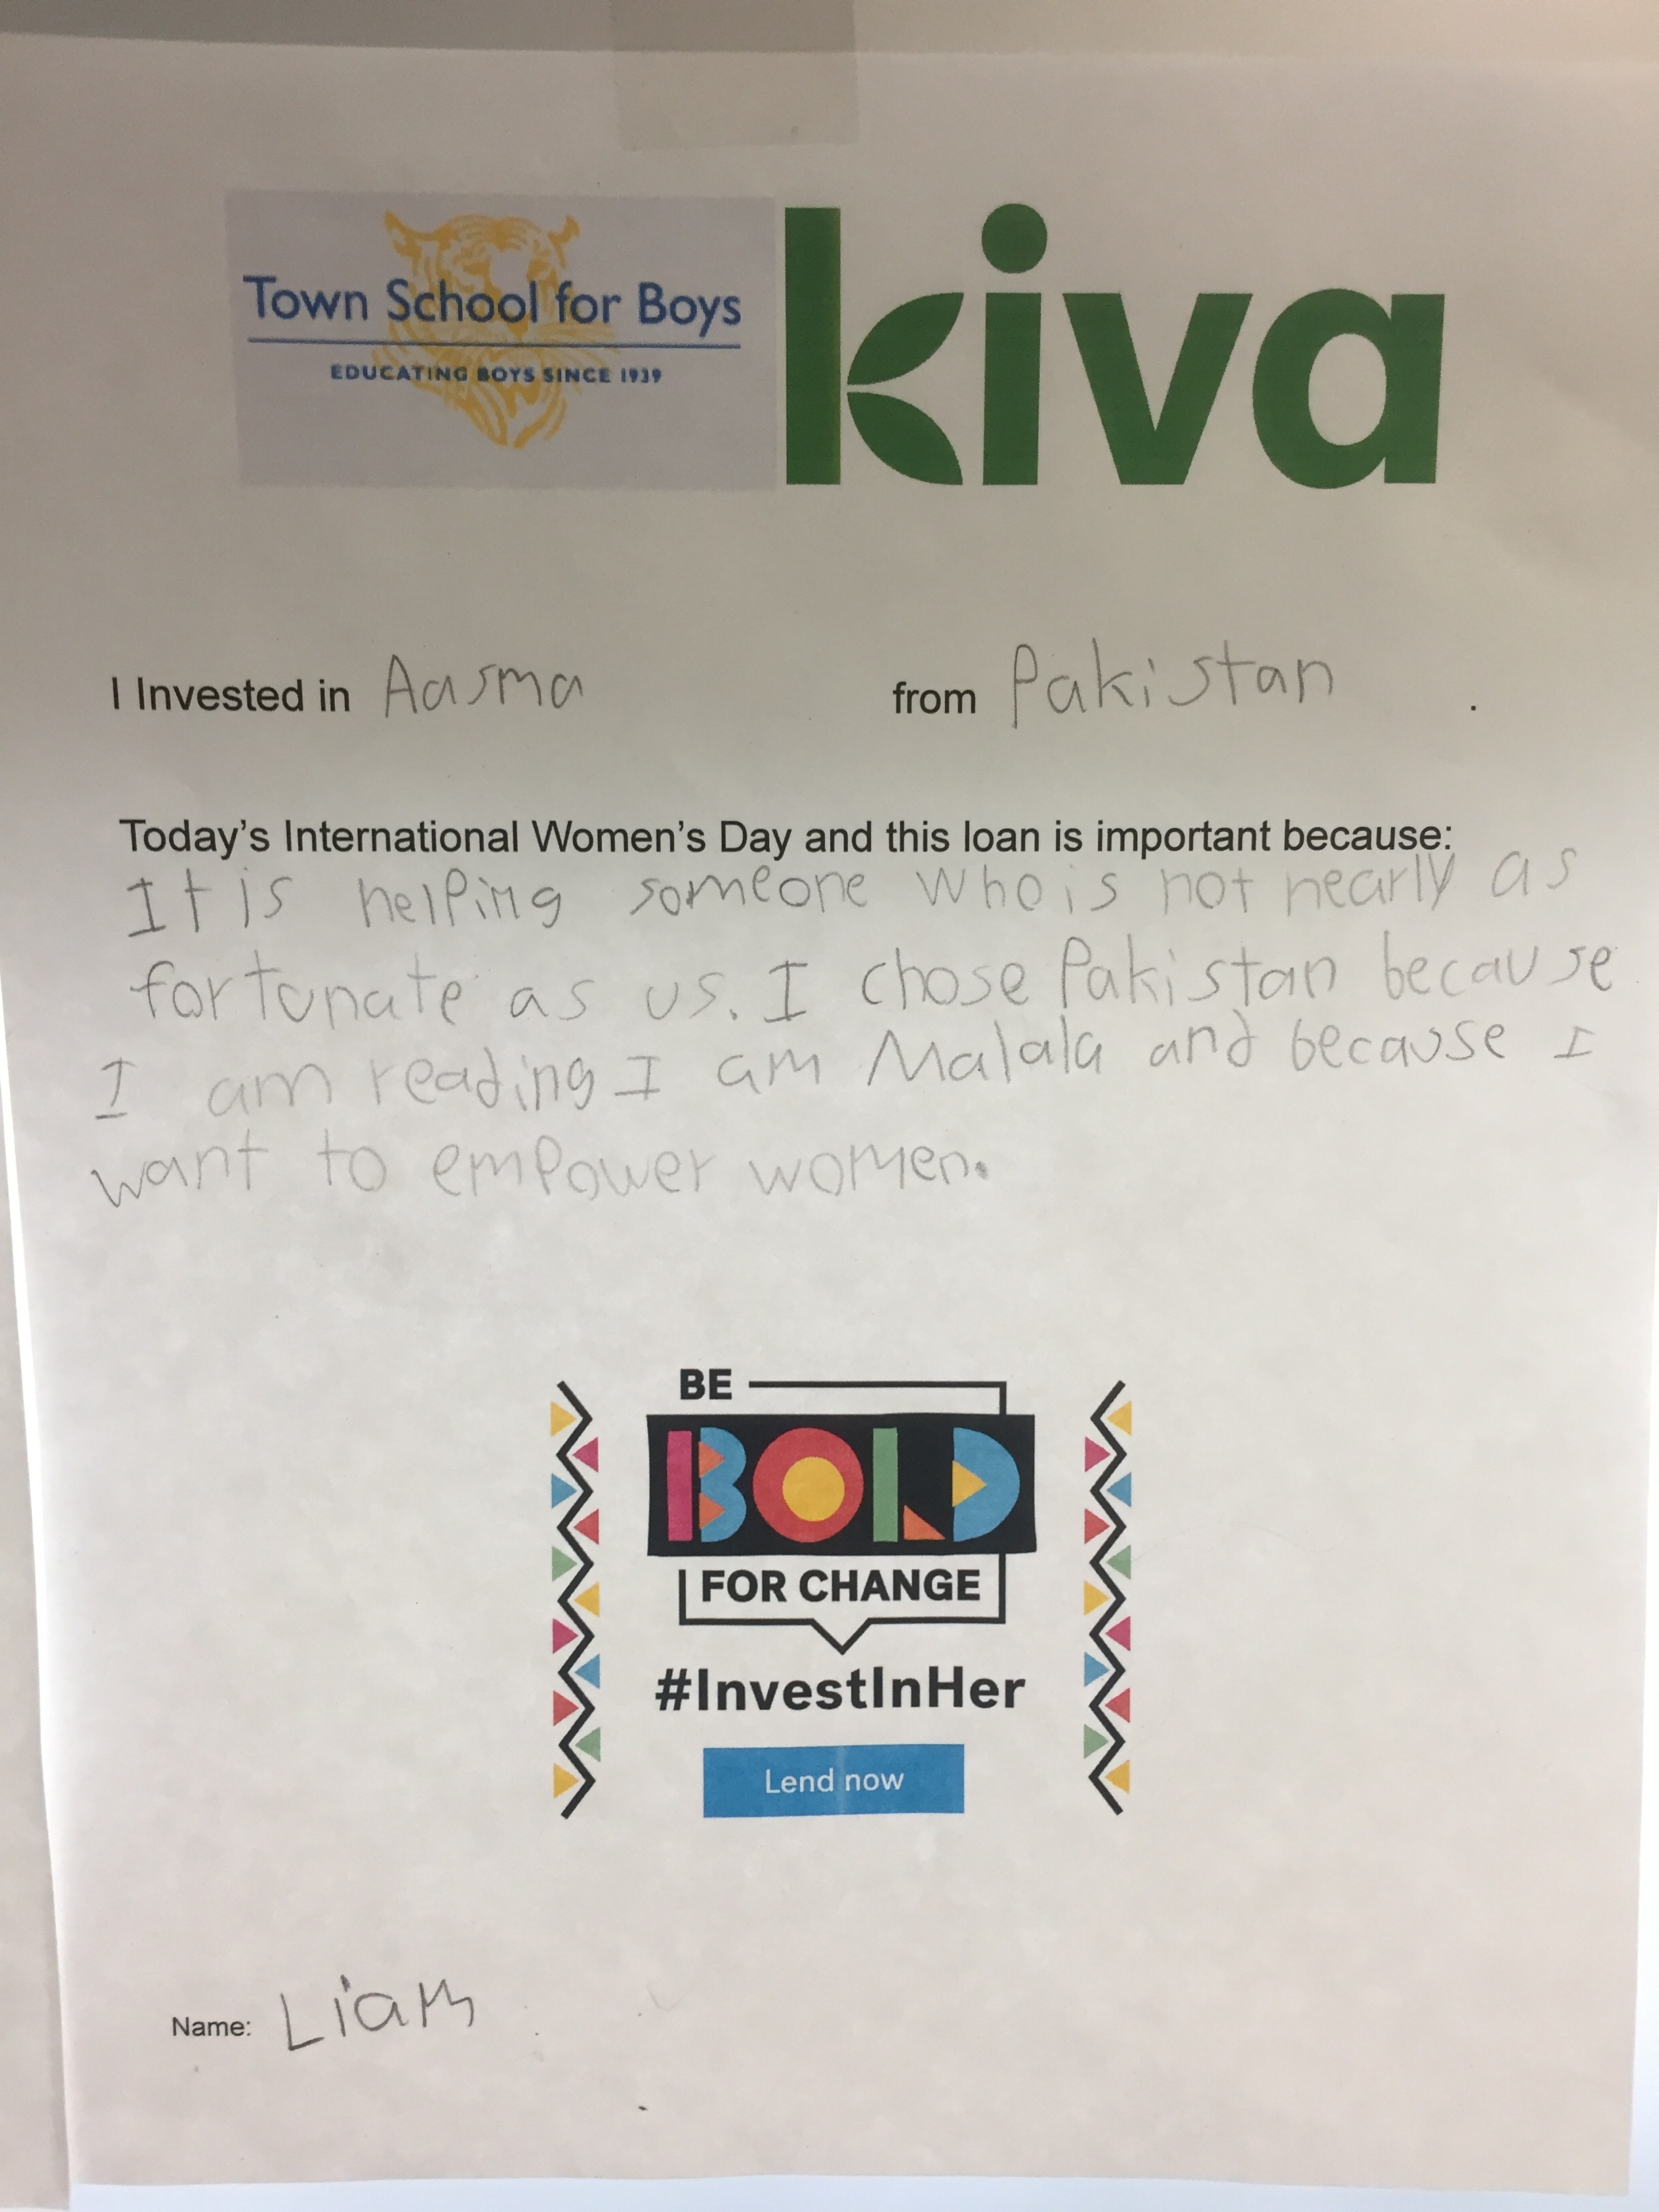 Town School for Boys
EDUCATING BOYS SINCE 1939
kiva
I Invested in Aasma from Pakistan .
Today's International Women's Day and this loan is important because:
It is helping someone who is not nearly as
fortunate as us. I chose Pakistan because
I am reading I am Malala and because I
want to empower women.
BE
BOLD
FOR CHANGE
#InvestInHer
Lend now
Name: Liam